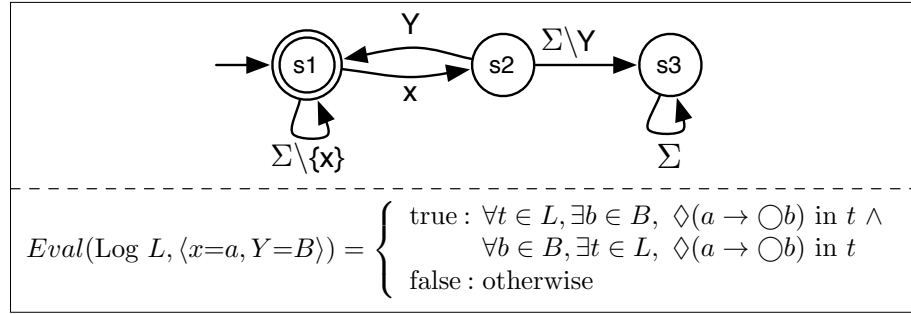 Y
Σ\Y
s1
s2
s3
x
Σ\{x}
Σ
Eval(Log L, ⟨x=a, Y=B⟩) = {
true : ∀t ∈ L, ∃b ∈ B, ◊(a → ◯b) in t ∧
∀b ∈ B, ∃t ∈ L, ◊(a → ◯b) in t
false : otherwise